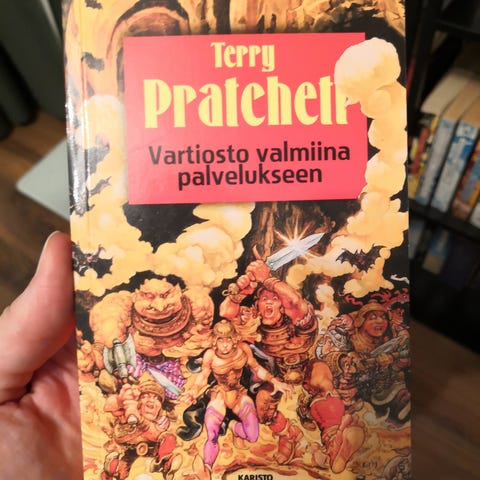 Terry
Pratchett
Vartiosto valmiina
palvelukseen
KARISTO